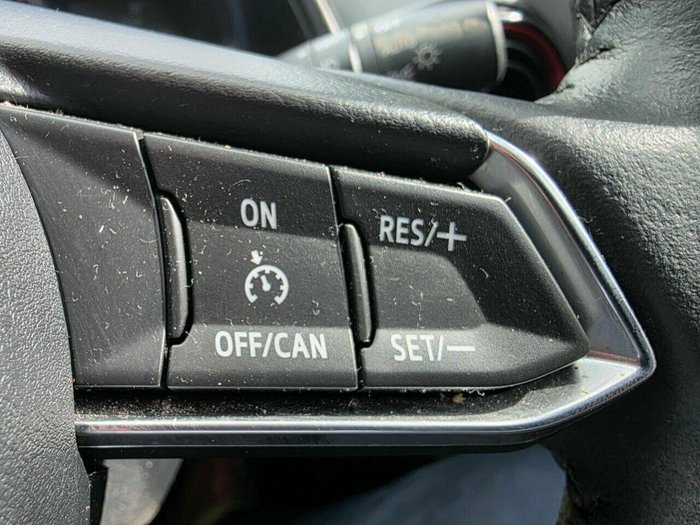 ON
OFF/CAN
RES/+
SET/—